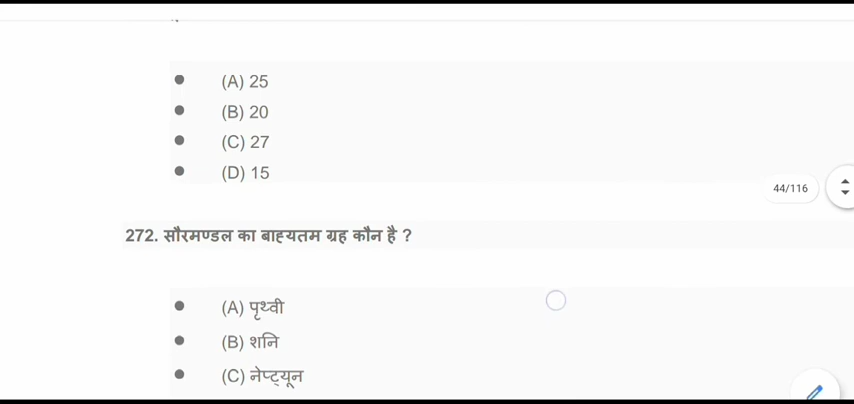 (A) 25
(B) 20
(C) 27
(D) 15
44/116
272. सौरमण्डल का बाह्यतम ग्रह कौन है ?
(A) पृथ्वी
(B) शनि
(C) नेप्ट्यून